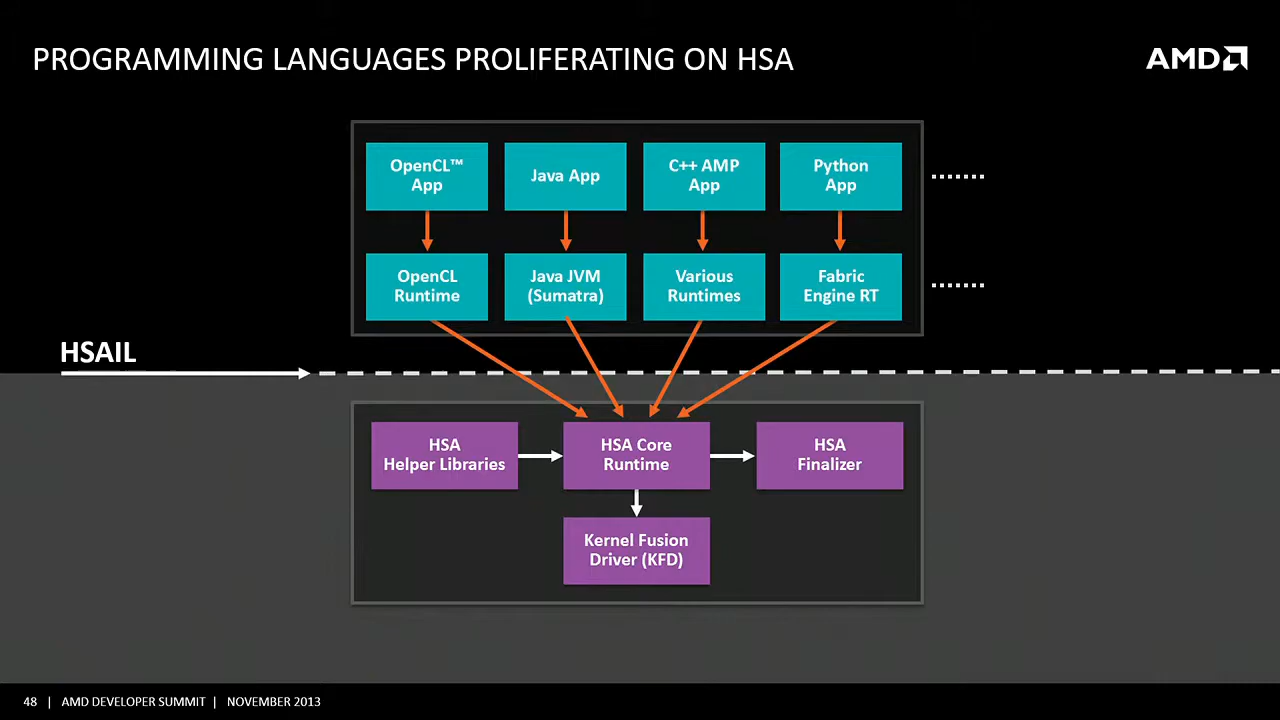 PROGRAMMING LANGUAGES PROLIFERATING ON HSA
AMD
OpenCL™
App
Java App
C++ AMP
App
Python
App
OpenCL
Runtime
Java JVM
(Sumatra)
Various
Runtimes
Fabric
Engine RT
HSAIL
HSA
Helper Libraries
HSA Core
Runtime
HSA
Finalizer
Kernel Fusion
Driver (KFD)
48 | AMD DEVELOPER SUMMIT | NOVEMBER 2013